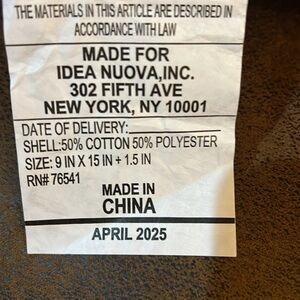 THE MATERIALS IN THIS ARTICLE ARE DESCRIBED IN
ACCORDANCE WITH LAW
MADE FOR
IDEA NUOVA,INC.
302 FIFTH AVE
NEW YORK, NY 10001
DATE OF DELIVERY:
SHELL:50% COTTON 50% POLYESTER
SIZE: 9 IN X 15 IN + 1.5 IN
RN# 76541
MADE IN
CHINA
APRIL 2025